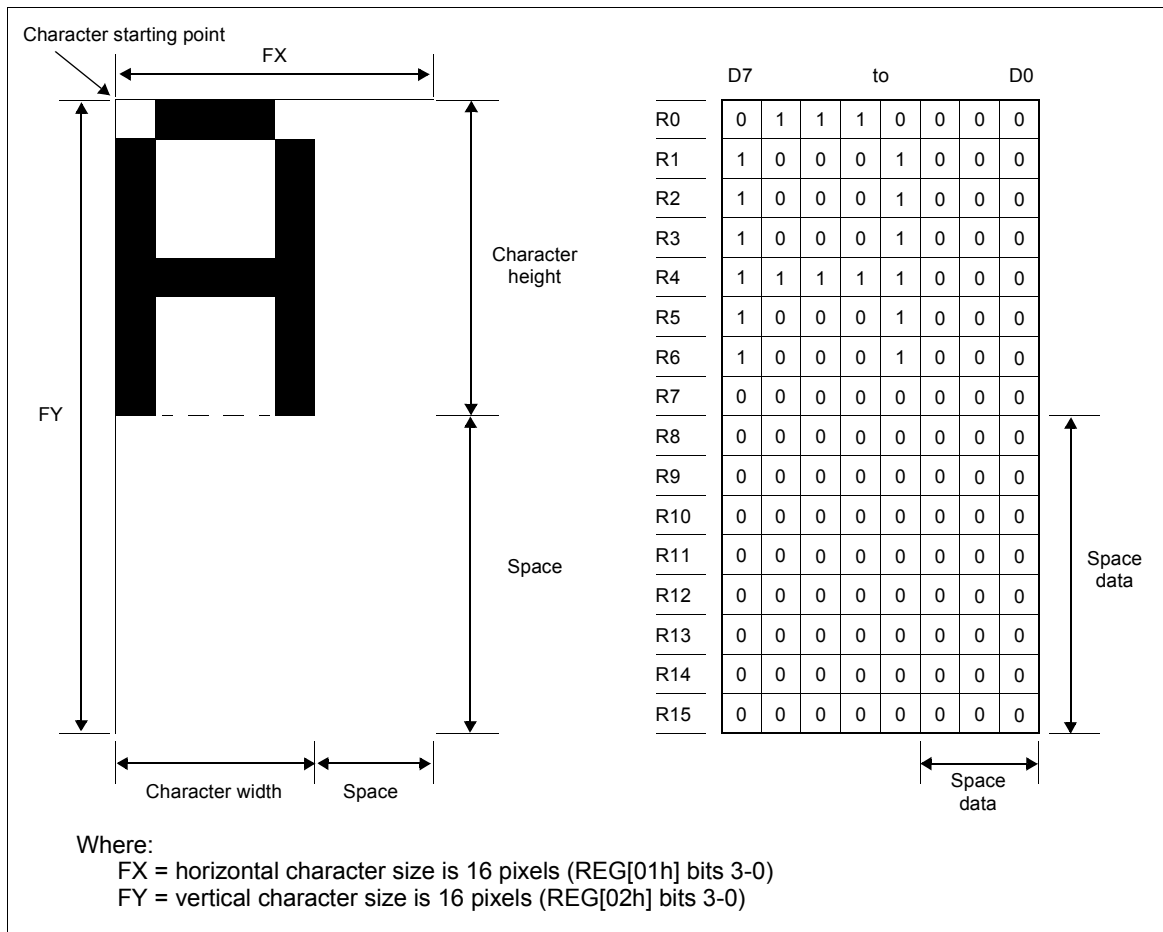 Character starting point
FX
FY
Character height
Space
Character width
Space
D7 to D0
R0 0 1 1 1 0 0 0 0
R1 1 0 0 0 1 0 0 0
R2 1 0 0 0 1 0 0 0
R3 1 0 0 0 1 0 0 0
R4 1 1 1 1 1 0 0 0
R5 1 0 0 0 1 0 0 0
R6 1 0 0 0 1 0 0 0
R7 0 0 0 0 0 0 0 0
R8 0 0 0 0 0 0 0 0
R9 0 0 0 0 0 0 0 0
R10 0 0 0 0 0 0 0 0
R11 0 0 0 0 0 0 0 0
R12 0 0 0 0 0 0 0 0
R13 0 0 0 0 0 0 0 0
R14 0 0 0 0 0 0 0 0
R15 0 0 0 0 0 0 0 0
Space
data
Space
data
Where:
FX = horizontal character size is 16 pixels (REG[01h] bits 3-0)
FY = vertical character size is 16 pixels (REG[02h] bits 3-0)